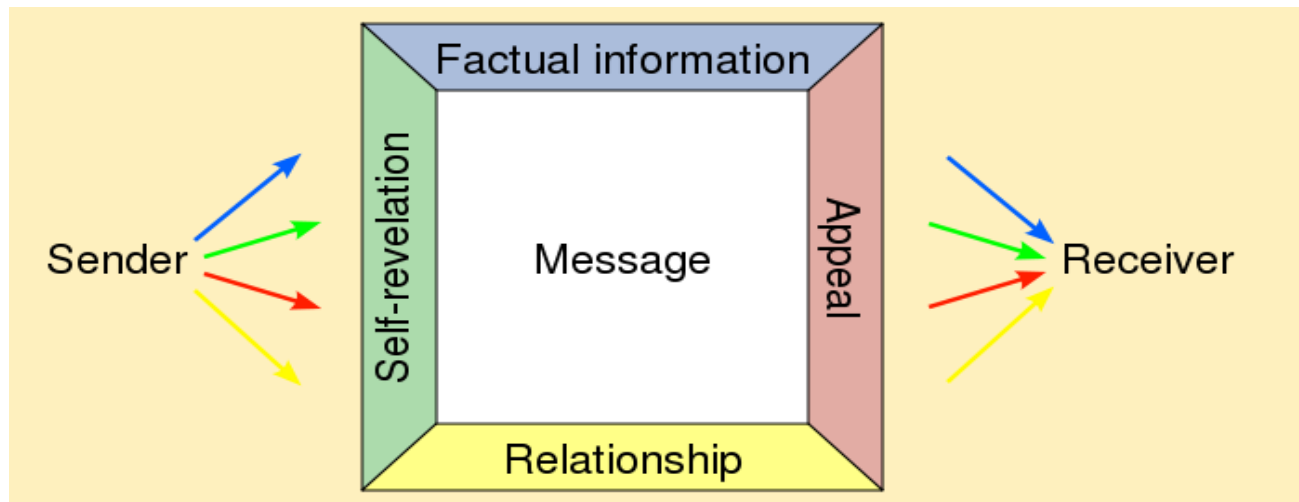 Factual information
Sender
Self-revelation
Message
Appeal
Receiver
Relationship